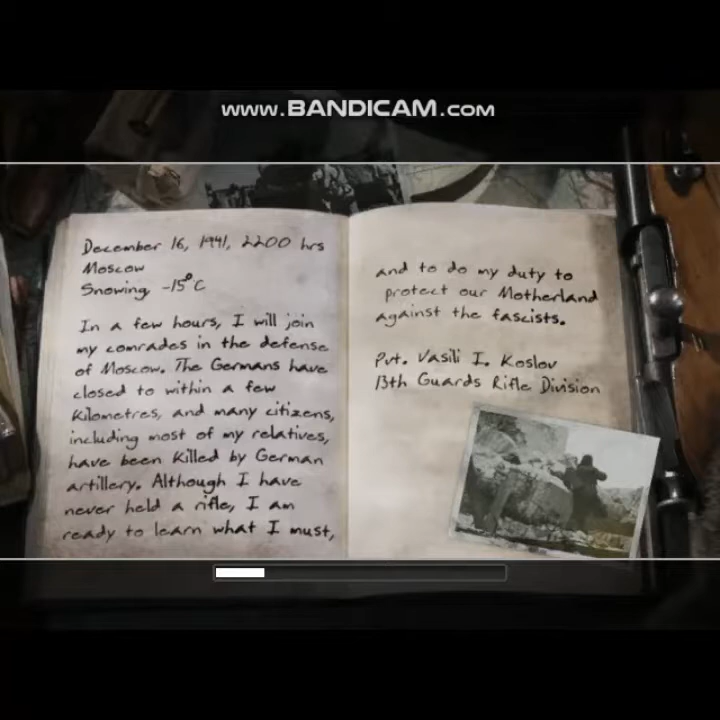 www.BANDICAM.com
December 16, 1941, 2200 hrs
Moscow
Snowing, -15°C
In a few hours, I will join
my comrades in the defense
of Moscow. The Germans have
closed to within a few
kilometres, and many citizens,
including most of my relatives,
have been killed by German
artillery. Although I have
never held a rifle, I am
ready to learn what I must,
and to do my duty to
protect our Motherland
against the fascists.
Pvt. Vasili I. Koslov
13th Guards Rifle Division